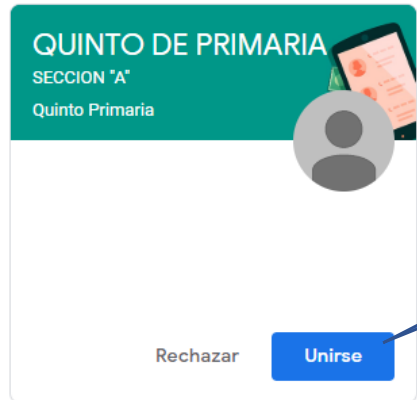 QUINTO DE PRIMARIA
SECCION "A"
Quinto Primaria
Rechazar
Unirse